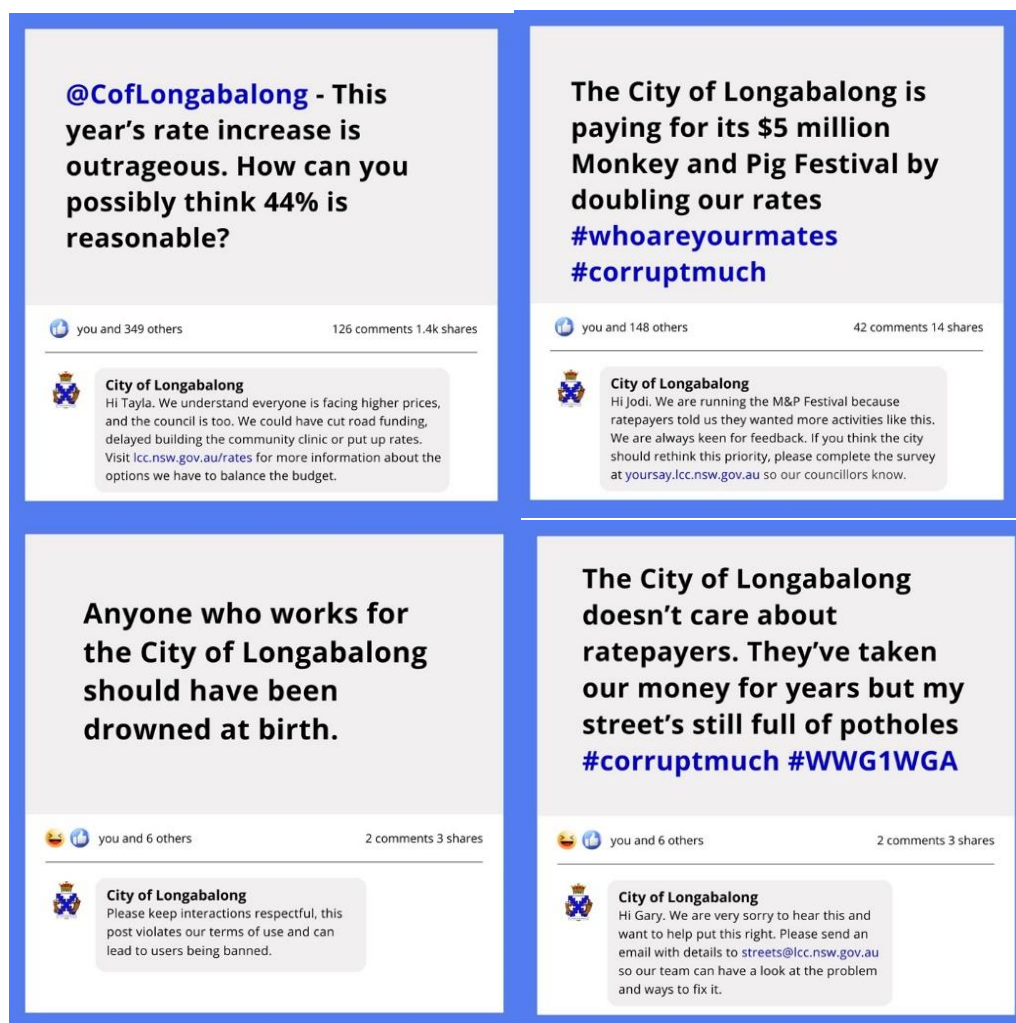 @CofLongabalong - This
year's rate increase is
outrageous. How can you
possibly think 44% is
reasonable?
you and 349 others
126 comments 1.4k shares
City of Longabalong
Hi Tayla. We understand everyone is facing higher prices,
and the council is too. We could have cut road funding,
delayed building the community clinic or put up rates.
Visit lcc.nsw.gov.au/rates for more information about the
options we have to balance the budget.
The City of Longabalong is
paying for its $5 million
Monkey and Pig Festival by
doubling our rates
#whoareyourmates
#corruptmuch
you and 148 others
42 comments 14 shares
City of Longabalong
Hi Jodi. We are running the M&P Festival because
ratepayers told us they wanted more activities like this.
We are always keen for feedback. If you think the city
should rethink this priority, please complete the survey
at yoursay.lcc.nsw.gov.au so our councillors know.
Anyone who works for
the City of Longabalong
should have been
drowned at birth.
you and 6 others
2 comments 3 shares
City of Longabalong
Please keep interactions respectful, this
post violates our terms of use and can
lead to users being banned.
The City of Longabalong
doesn't care about
ratepayers. They've taken
our money for years but my
street's still full of potholes
#corruptmuch #WWG1WGA
you and 6 others
2 comments 3 shares
City of Longabalong
Hi Gary. We are very sorry to hear this and
want to help put this right. Please send an
email with details to streets@lcc.nsw.gov.au
so our team can have a look at the problem
and ways to fix it.